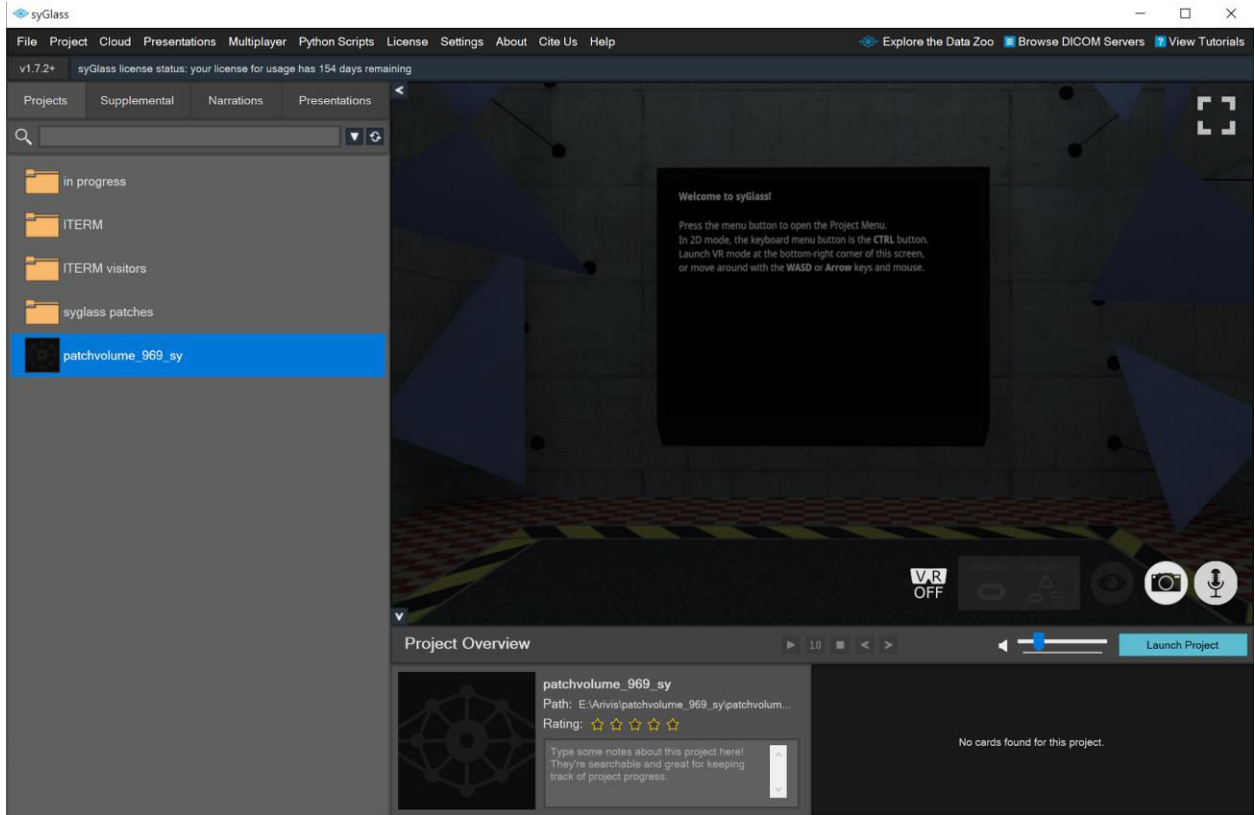 syGlass
File Project Cloud Presentations Multiplayer Python Scripts License Settings About Cite Us Help Explore the Data Zoo Browse DICOM Servers View Tutorials
v1.7.2+ syGlass license status: your license for usage has 154 days remaining
Projects Supplemental Narrations Presentations
in progress
ITERM
ITERM visitors
syglass patches
patchvolume_969_sy
Welcome to syGlass!
Press the menu button to open the Project Menu.
In 2D mode, the keyboard menu button is the CTRL button.
Launch VR mode at the bottom-right corner of this screen,
or move around with the WASD or Arrow keys and mouse.
VR
OFF
Project Overview
1.0
Launch Project
patchvolume_969_sy
Path: E:\Arivis\patchvolume_969_sy\patchvolum...
Rating:
Type some notes about this project here!
They're searchable and great for keeping
track of project progress.
No cards found for this project.